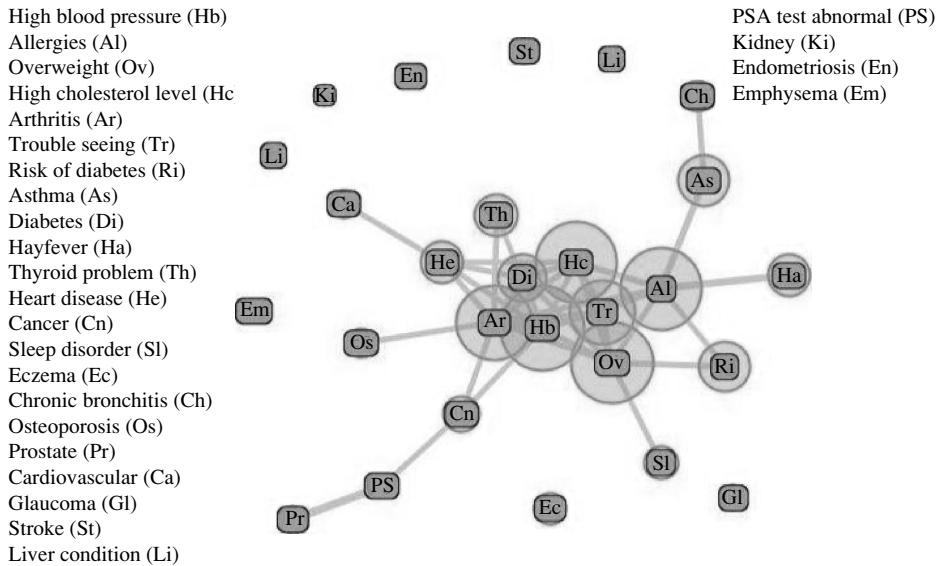 High blood pressure (Hb)
Allergies (Al)
Overweight (Ov)
High cholesterol level (Hc
Arthritis (Ar)
Trouble seeing (Tr)
Risk of diabetes (Ri)
Asthma (As)
Diabetes (Di)
Hayfever (Ha)
Thyroid problem (Th)
Heart disease (He)
Cancer (Cn)
Sleep disorder (Sl)
Eczema (Ec)
Chronic bronchitis (Ch)
Osteoporosis (Os)
Prostate (Pr)
Cardiovascular (Ca)
Glaucoma (Gl)
Stroke (St)
Liver condition (Li)
PSA test abnormal (PS)
Kidney (Ki)
Endometriosis (En)
Emphysema (Em)
St
Li
En
Ki
Ch
Li
As
Ca
Th
He
Hc
Di
Ha
Al
Em
Tr
Ar
Hb
Os
Ov
Ri
Cn
Sl
PS
Gl
Ec
Pr